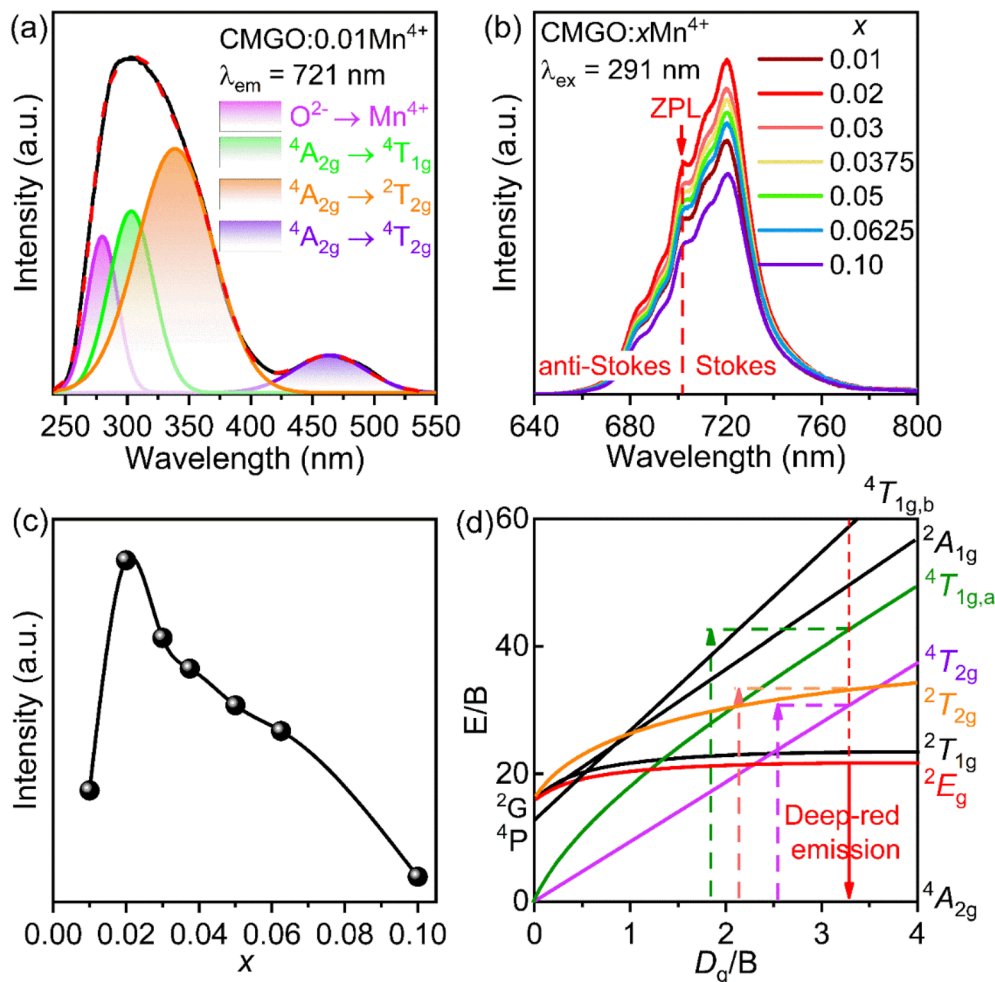 (a)
CMGO:0.01Mn⁴⁺
λem = 721 nm
O²⁻ → Mn⁴⁺
⁴A₂g → ⁴T₁g
⁴A₂g → ²T₂g
⁴A₂g → ⁴T₂g
Intensity (a.u.)
250 300 350 400 450 500 550
Wavelength (nm)
(b)
CMGO:xMn⁴⁺
λex = 291 nm
x
0.01
0.02
0.03
0.0375
0.05
0.0625
0.10
ZPL
anti-Stokes
Stokes
Intensity (a.u.)
640 680 720 760 800
Wavelength (nm)
(c)
Intensity (a.u.)
0.00 0.02 0.04 0.06 0.08 0.10
x
(d)
E/B
60
40
20
0
²G
⁴P
⁴T₁g,b
²A₁g
⁴T₁g,a
⁴T₂g
²T₂g
²T₁g
²Eg
⁴A₂g
Deep-red
emission
0 1 2 3 4
Dq/B